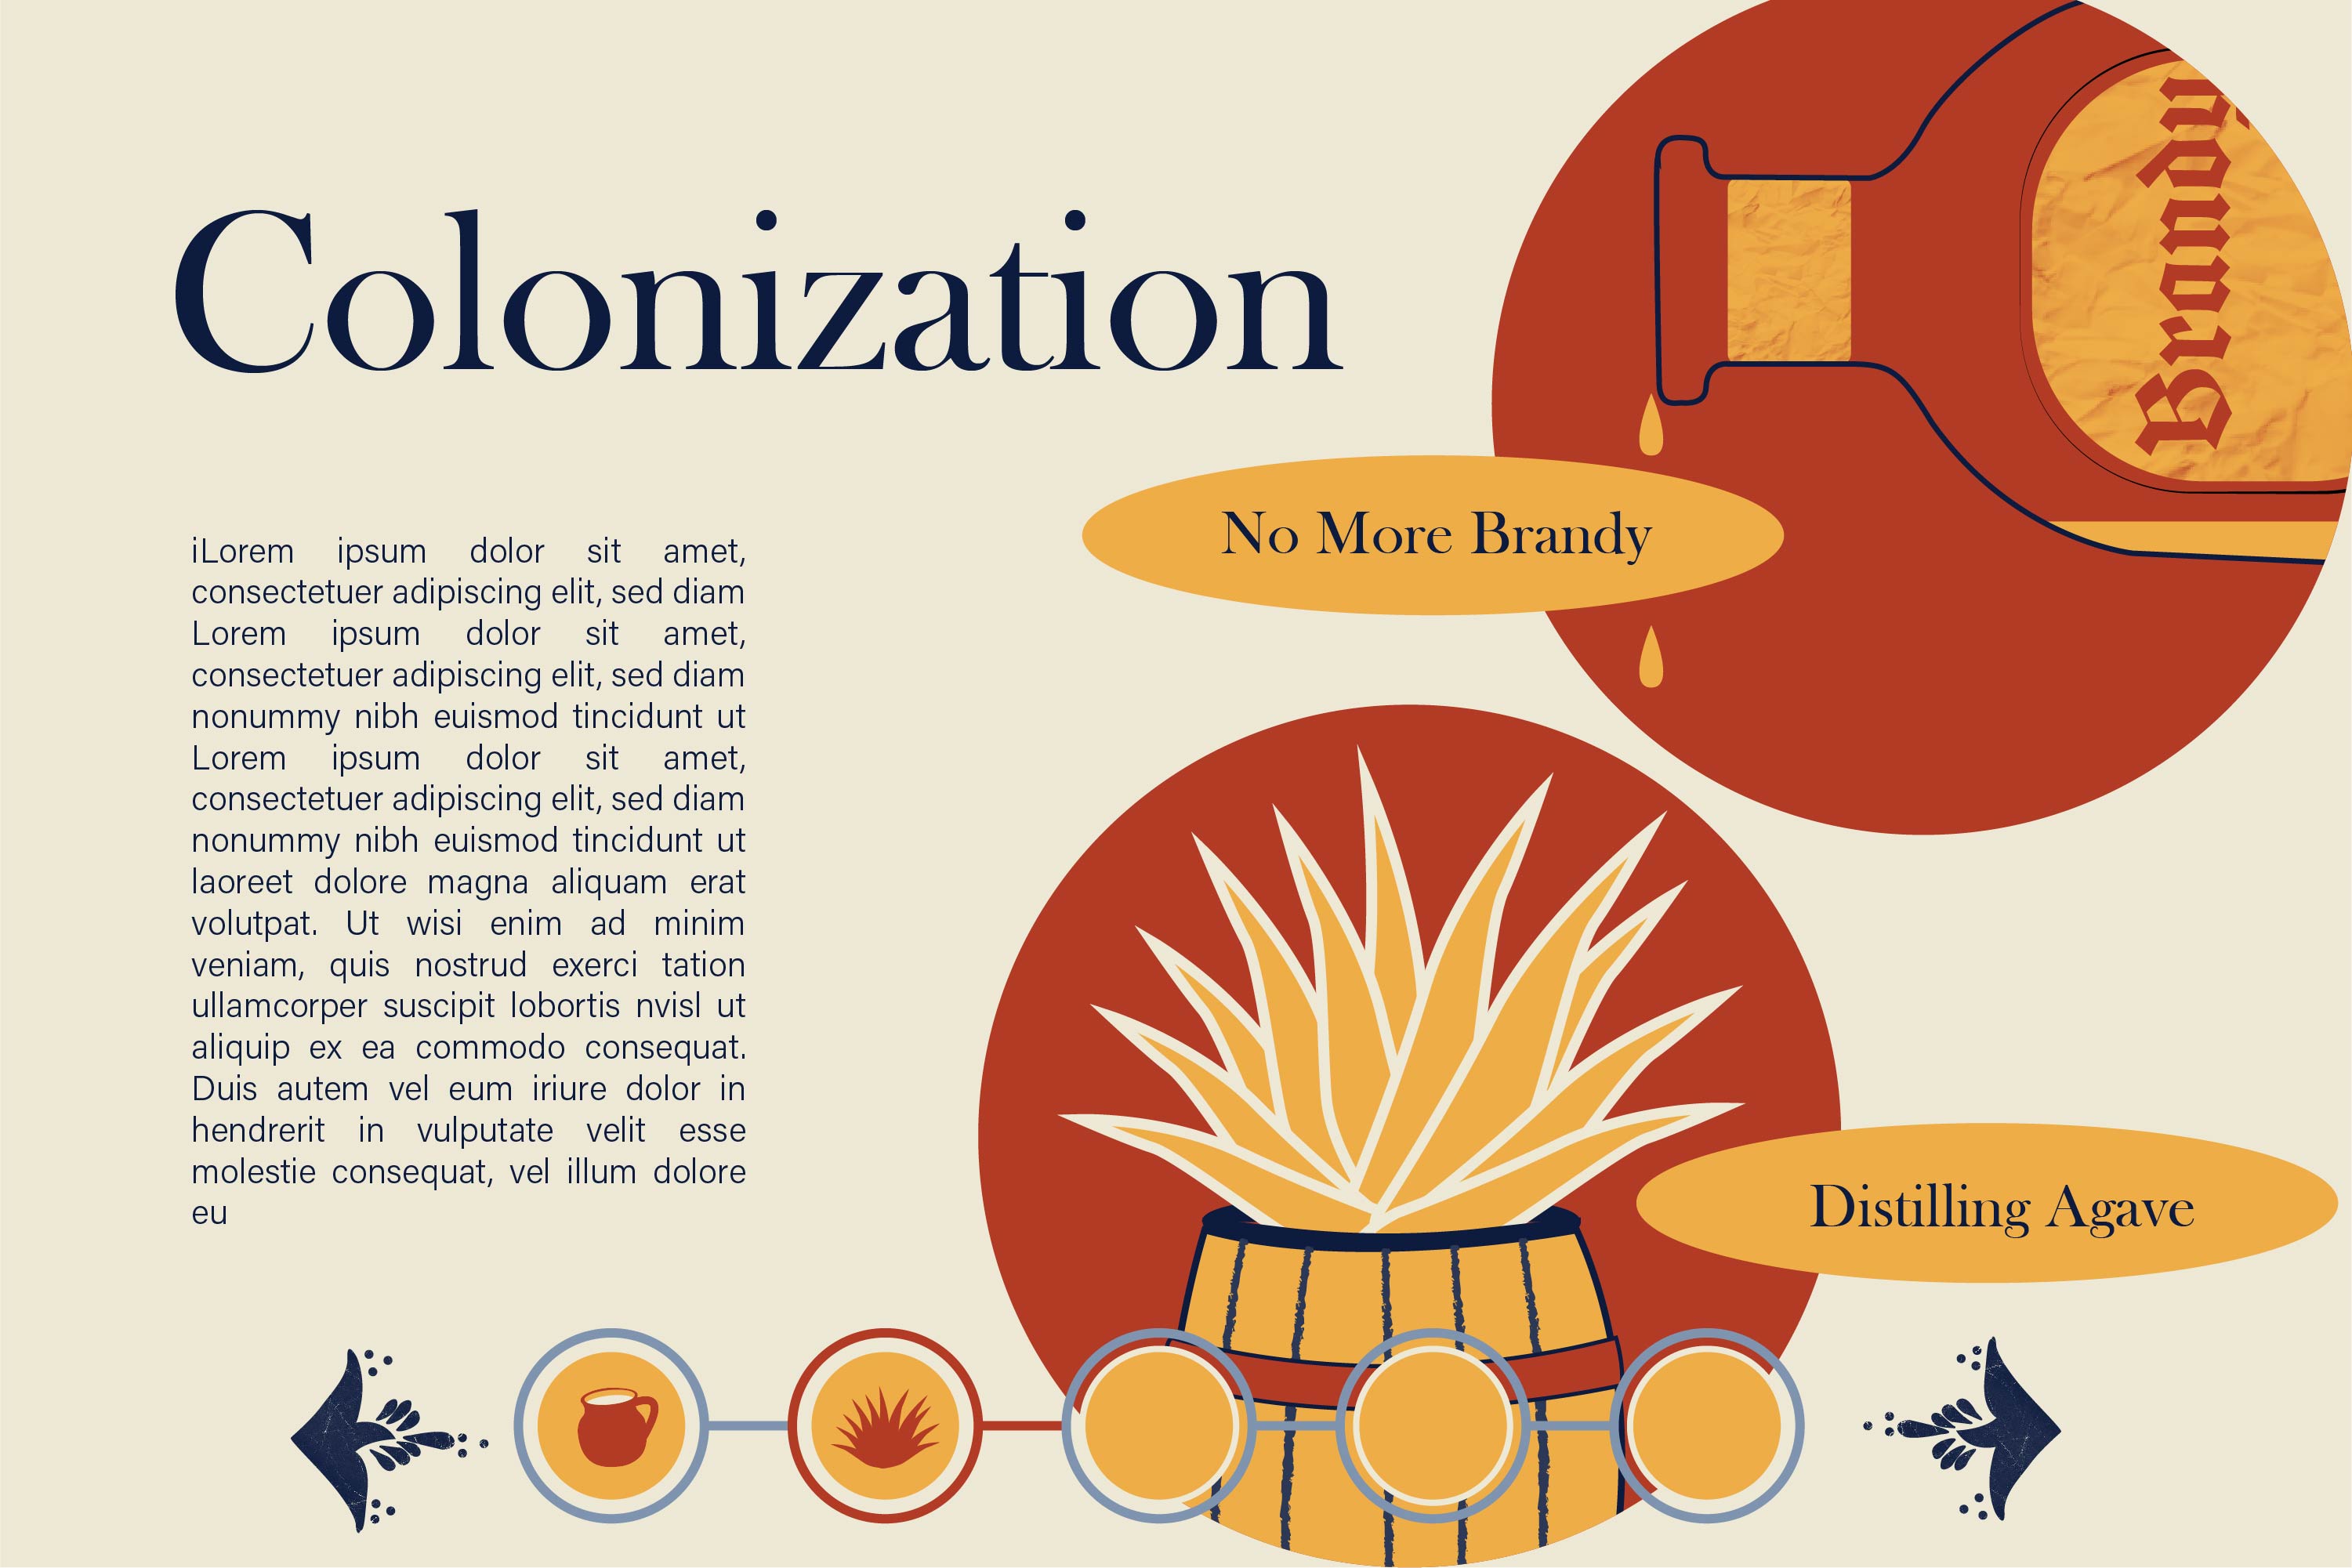 Colonization
Brandy
No More Brandy
iLorem ipsum dolor sit amet,
consectetuer adipiscing elit, sed diam
Lorem ipsum dolor sit amet,
consectetuer adipiscing elit, sed diam
nonummy nibh euismod tincidunt ut
Lorem ipsum dolor sit amet,
consectetuer adipiscing elit, sed diam
nonummy nibh euismod tincidunt ut
laoreet dolore magna aliquam erat
volutpat. Ut wisi enim ad minim
veniam, quis nostrud exerci tation
ullamcorper suscipit lobortis nvisl ut
aliquip ex ea commodo consequat.
Duis autem vel eum iriure dolor in
hendrerit in vulputate velit esse
molestie consequat, vel illum dolore
eu
Distilling Agave